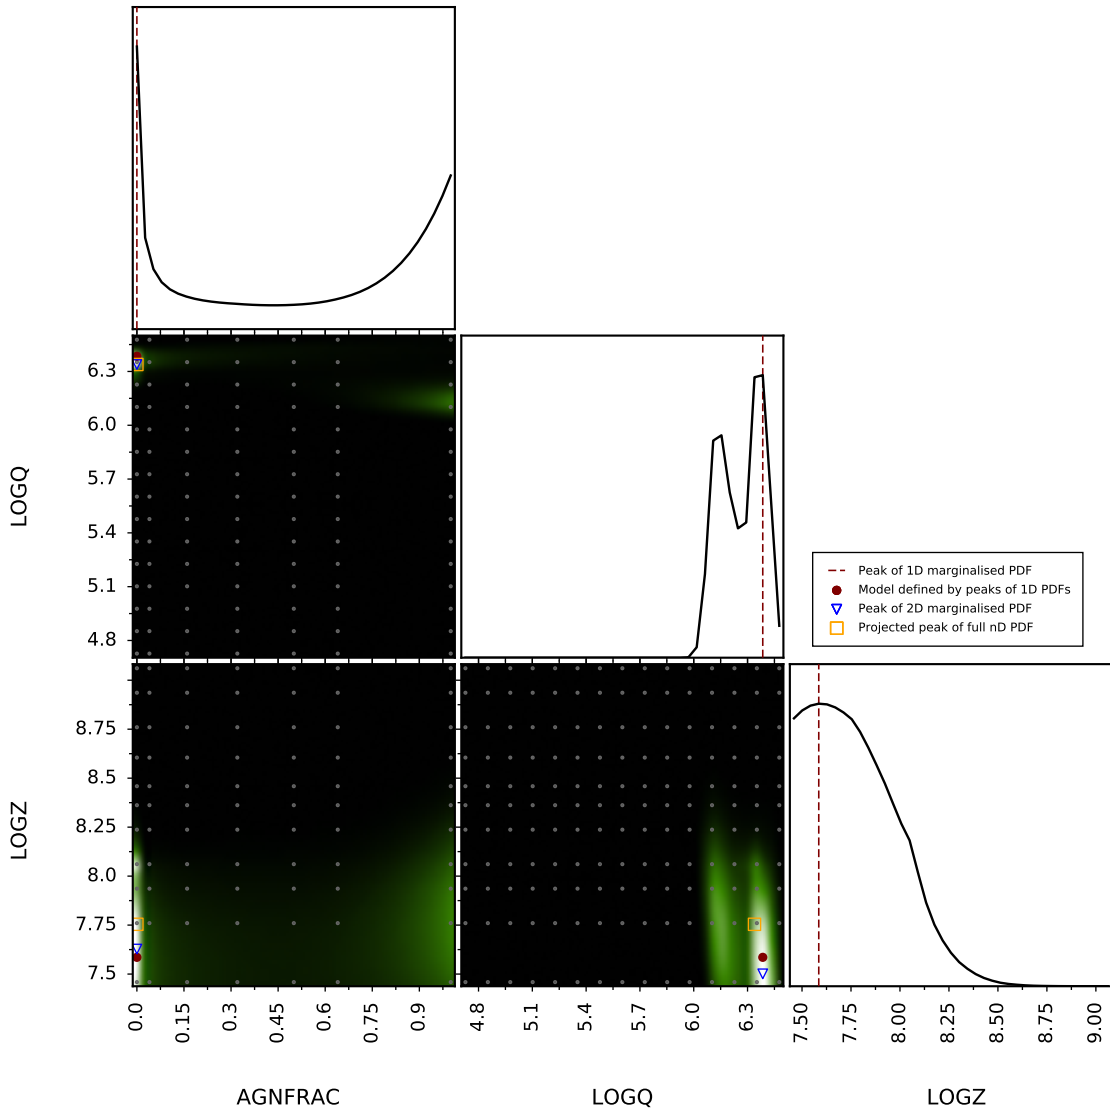 6.3
6.0
5.7
5.4
5.1
4.8
LOGQ
Peak of 1D marginalised PDF
Model defined by peaks of 1D PDFs
Peak of 2D marginalised PDF
Projected peak of full nD PDF
8.75
8.5
8.25
8.0
7.75
7.5
LOGZ
0.0 0.15 0.3 0.45 0.6 0.75 0.9
4.8 5.1 5.4 5.7 6.0 6.3
7.50 7.75 8.00 8.25 8.50 8.75 9.00
AGNFRAC LOGQ LOGZ